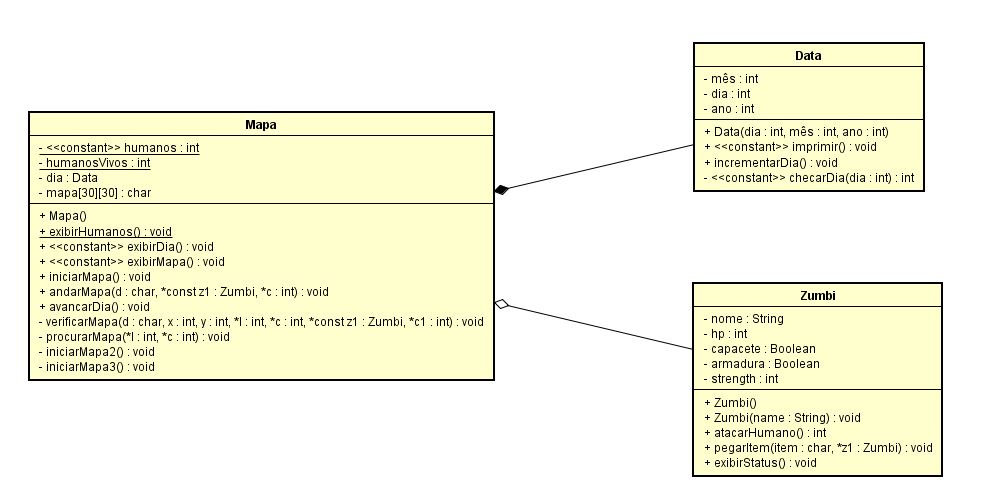 Mapa
- <<constant>> humanos : int
- humanosVivos : int
- dia : Data
- mapa[30][30] : char
+ Mapa()
+ exibirHumanos() : void
+ <<constant>> exibirDia() : void
+ <<constant>> exibirMapa() : void
+ iniciarMapa() : void
+ andarMapa(d : char, *const z1 : Zumbi, *c : int) : void
+ avancarDia() : void
- verificarMapa(d : char, x : int, y : int, *l : int, *c : int, *const z1 : Zumbi, *c1 : int) : void
- procurarMapa(*l : int, *c : int) : void
- iniciarMapa2() : void
- iniciarMapa3() : void
Data
- mês : int
- dia : int
- ano : int
+ Data(dia : int, mês : int, ano : int)
+ <<constant>> imprimir() : void
+ incrementarDia() : void
- <<constant>> checarDia(dia : int) : int
Zumbi
- nome : String
- hp : int
- capacete : Boolean
- armadura : Boolean
- strength : int
+ Zumbi()
+ Zumbi(name : String) : void
+ atacarHumano() : int
+ pegarItem(item : char, *z1 : Zumbi) : void
+ exibirStatus() : void